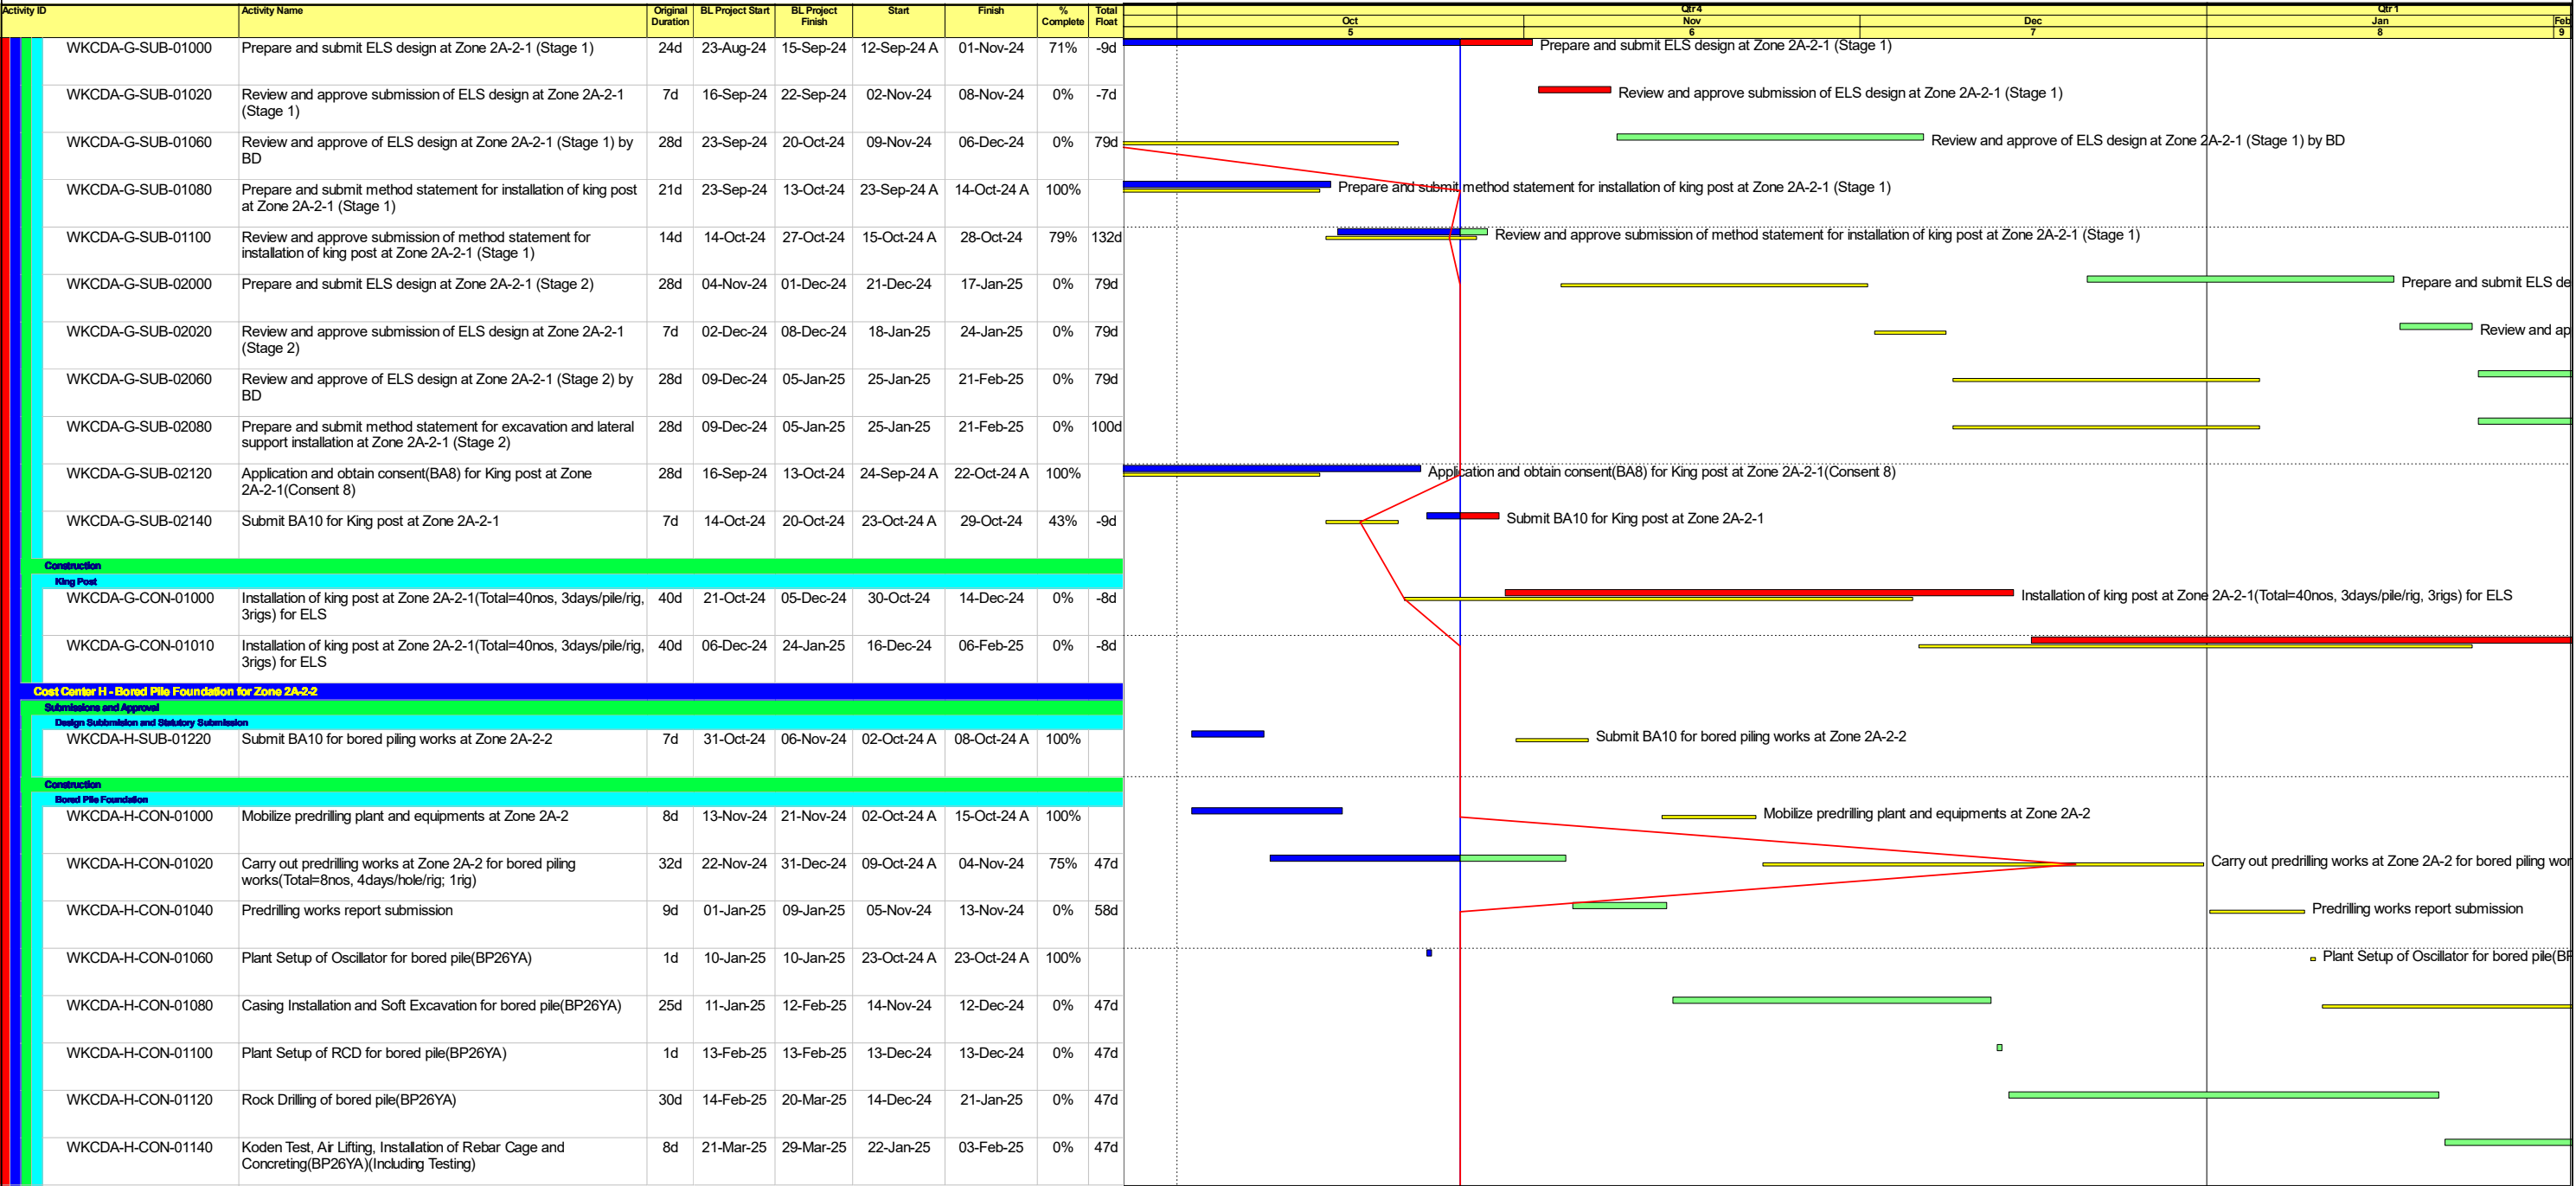 Activity ID Activity Name Original Duration BL Project Start BL Project Finish Start Finish % Complete Total Float Qtr 4 Qtr 1
Oct Nov Dec Jan Feb
5 6 7 8 9
WKCDA-G-SUB-01000 Prepare and submit ELS design at Zone 2A-2-1 (Stage 1) 24d 23-Aug-24 15-Sep-24 12-Sep-24 A 01-Nov-24 71% -9d Prepare and submit ELS design at Zone 2A-2-1 (Stage 1)
WKCDA-G-SUB-01020 Review and approve submission of ELS design at Zone 2A-2-1 7d 16-Sep-24 22-Sep-24 02-Nov-24 08-Nov-24 0% -7d Review and approve submission of ELS design at Zone 2A-2-1 (Stage 1)
(Stage 1)
WKCDA-G-SUB-01060 Review and approve of ELS design at Zone 2A-2-1 (Stage 1) by 28d 23-Sep-24 20-Oct-24 09-Nov-24 06-Dec-24 0% 79d Review and approve of ELS design at Zone 2A-2-1 (Stage 1) by BD
BD
WKCDA-G-SUB-01080 Prepare and submit method statement for installation of king post 21d 23-Sep-24 13-Oct-24 23-Sep-24 A 14-Oct-24 A 100% Prepare and submit method statement for installation of king post at Zone 2A-2-1 (Stage 1)
at Zone 2A-2-1 (Stage 1)
WKCDA-G-SUB-01100 Review and approve submission of method statement for 14d 14-Oct-24 27-Oct-24 15-Oct-24 A 28-Oct-24 79% 132d Review and approve submission of method statement for installation of king post at Zone 2A-2-1 (Stage 1)
installation of king post at Zone 2A-2-1 (Stage 1)
WKCDA-G-SUB-02000 Prepare and submit ELS design at Zone 2A-2-1 (Stage 2) 28d 04-Nov-24 01-Dec-24 21-Dec-24 17-Jan-25 0% 79d Prepare and submit ELS de
WKCDA-G-SUB-02020 Review and approve submission of ELS design at Zone 2A-2-1 7d 02-Dec-24 08-Dec-24 18-Jan-25 24-Jan-25 0% 79d Review and ap
(Stage 2)
WKCDA-G-SUB-02060 Review and approve of ELS design at Zone 2A-2-1 (Stage 2) by 28d 09-Dec-24 05-Jan-25 25-Jan-25 21-Feb-25 0% 79d
BD
WKCDA-G-SUB-02080 Prepare and submit method statement for excavation and lateral 28d 09-Dec-24 05-Jan-25 25-Jan-25 21-Feb-25 0% 100d
support installation at Zone 2A-2-1 (Stage 2)
WKCDA-G-SUB-02120 Application and obtain consent(BA8) for King post at Zone 28d 16-Sep-24 13-Oct-24 24-Sep-24 A 22-Oct-24 A 100% Application and obtain consent(BA8) for King post at Zone 2A-2-1(Consent 8)
2A-2-1(Consent 8)
WKCDA-G-SUB-02140 Submit BA10 for King post at Zone 2A-2-1 7d 14-Oct-24 20-Oct-24 23-Oct-24 A 29-Oct-24 43% -9d Submit BA10 for King post at Zone 2A-2-1
Construction
King Post
WKCDA-G-CON-01000 Installation of king post at Zone 2A-2-1(Total=40nos, 3days/pile/rig, 40d 21-Oct-24 05-Dec-24 30-Oct-24 14-Dec-24 0% -8d Installation of king post at Zone 2A-2-1(Total=40nos, 3days/pile/rig, 3rigs) for ELS
3rigs) for ELS
WKCDA-G-CON-01010 Installation of king post at Zone 2A-2-1(Total=40nos, 3days/pile/rig, 40d 06-Dec-24 24-Jan-25 16-Dec-24 06-Feb-25 0% -8d
3rigs) for ELS
Cost Center H - Bored Pile Foundation for Zone 2A-2-2
Submissions and Approval
Design Subbmision and Statutory Submission
WKCDA-H-SUB-01220 Submit BA10 for bored piling works at Zone 2A-2-2 7d 31-Oct-24 06-Nov-24 02-Oct-24 A 08-Oct-24 A 100% Submit BA10 for bored piling works at Zone 2A-2-2
Construction
Bored Pile Foundation
WKCDA-H-CON-01000 Mobilize predrilling plant and equipments at Zone 2A-2 8d 13-Nov-24 21-Nov-24 02-Oct-24 A 15-Oct-24 A 100% Mobilize predrilling plant and equipments at Zone 2A-2
WKCDA-H-CON-01020 Carry out predrilling works at Zone 2A-2 for bored piling 32d 22-Nov-24 31-Dec-24 09-Oct-24 A 04-Nov-24 75% 47d Carry out predrilling works at Zone 2A-2 for bored piling wor
works(Total=8nos, 4days/hole/rig; 1rig)
WKCDA-H-CON-01040 Predrilling works report submission 9d 01-Jan-25 09-Jan-25 05-Nov-24 13-Nov-24 0% 58d Predrilling works report submission
WKCDA-H-CON-01060 Plant Setup of Oscillator for bored pile(BP26YA) 1d 10-Jan-25 10-Jan-25 23-Oct-24 A 23-Oct-24 A 100% Plant Setup of Oscillator for bored pile(BP
WKCDA-H-CON-01080 Casing Installation and Soft Excavation for bored pile(BP26YA) 25d 11-Jan-25 12-Feb-25 14-Nov-24 12-Dec-24 0% 47d
WKCDA-H-CON-01100 Plant Setup of RCD for bored pile(BP26YA) 1d 13-Feb-25 13-Feb-25 13-Dec-24 13-Dec-24 0% 47d
WKCDA-H-CON-01120 Rock Drilling of bored pile(BP26YA) 30d 14-Feb-25 20-Mar-25 14-Dec-24 21-Jan-25 0% 47d
WKCDA-H-CON-01140 Koden Test, Air Lifting, Installation of Rebar Cage and 8d 21-Mar-25 29-Mar-25 22-Jan-25 03-Feb-25 0% 47d
Concreting(BP26YA)(Including Testing)